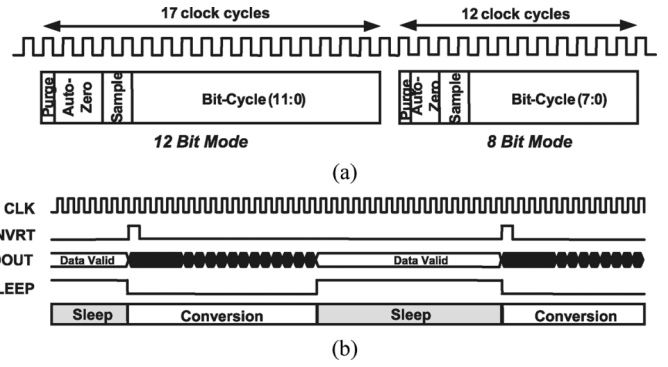 17 clock cycles
12 clock cycles
Purge
Auto-
Zero
Sample
Bit-Cycle (11:0)
Purge
Auto-
Zero
Sample
Bit-Cycle (7:0)
12 Bit Mode
8 Bit Mode
(a)
CLK
NVRT
OUT
Data Valid
Data Valid
LEEP
Sleep
Conversion
Sleep
Conversion
(b)